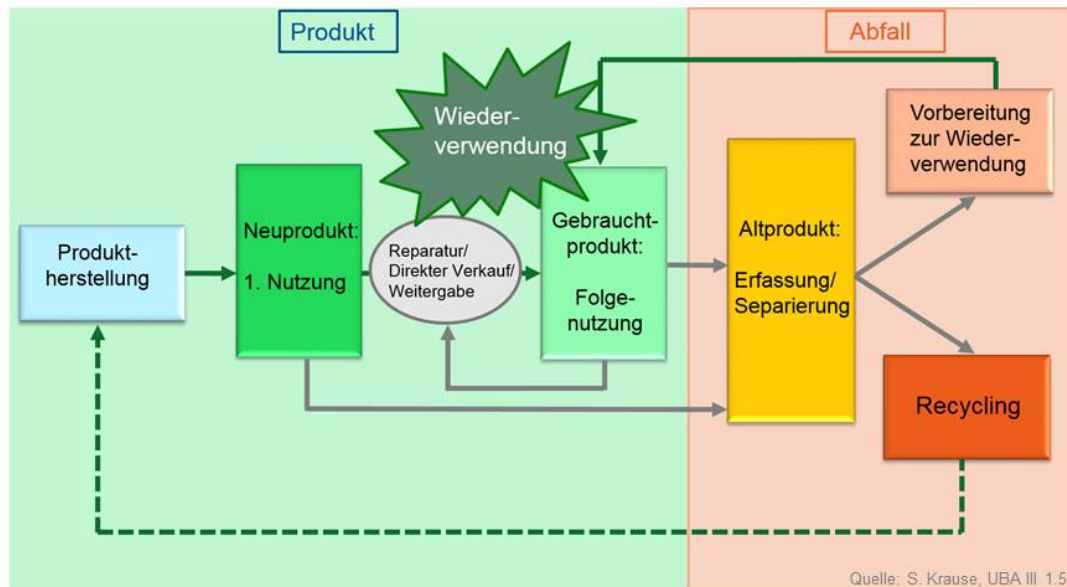 Produkt
Abfall
Wieder-
verwendung
Vorbereitung
zur Wieder-
verwendung
Produkt-
herstellung
Neuprodukt:
1. Nutzung
Reparatur/
Direkter Verkauf/
Weitergabe
Gebraucht-
produkt:
Folge-
nutzung
Altprodukt:
Erfassung/
Separierung
Recycling
Quelle: S. Krause, UBA III 1.5